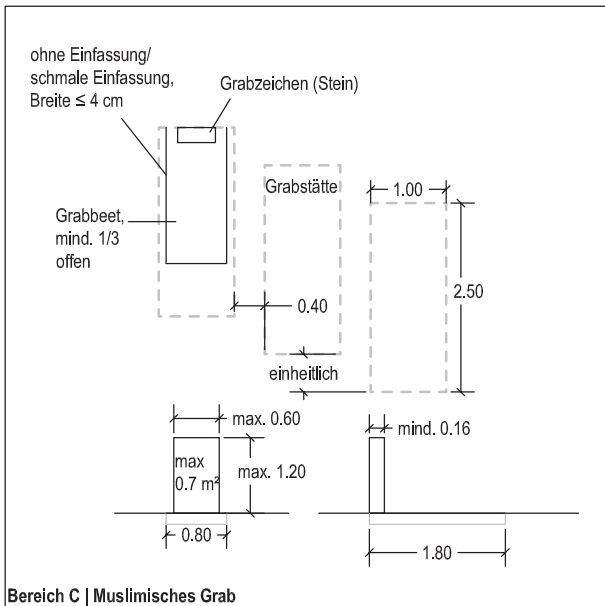 ohne Einfassung/
schmale Einfassung,
Breite ≤ 4 cm
Grabzeichen (Stein)
Grabstätte
1.00
Grabbeet,
mind. 1/3
offen
2.50
0.40
einheitlich
max. 0.60
mind. 0.16
max
0.7 m²
max. 1.20
0.80
1.80
Bereich C | Muslimisches Grab